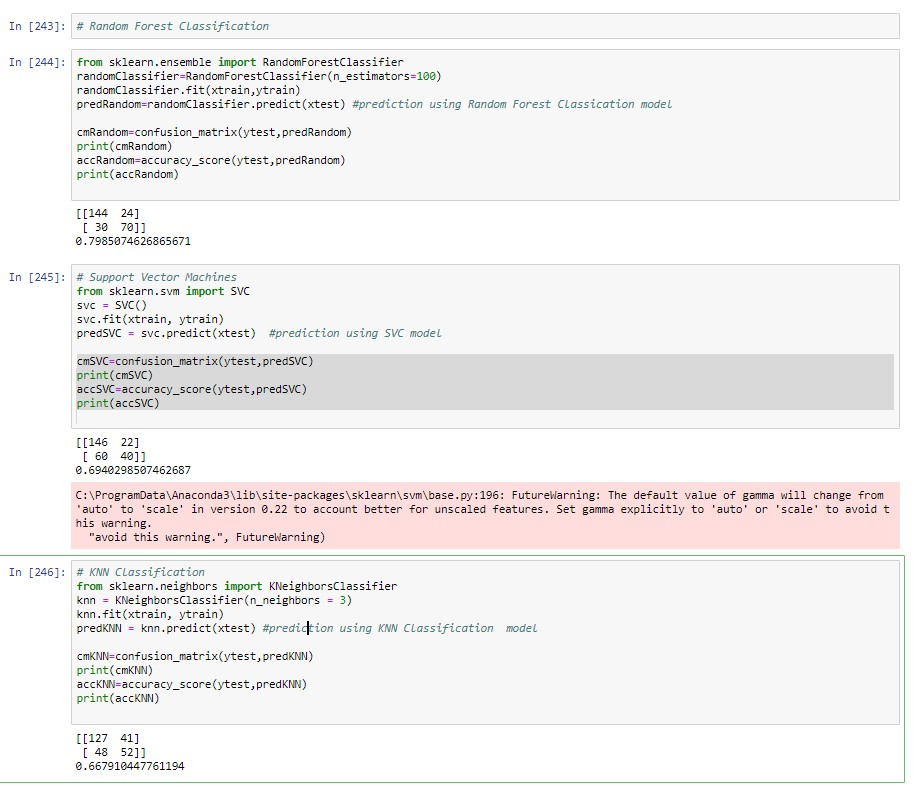 In [243]: # Random Forest Classification
In [244]: from sklearn.ensemble import RandomForestClassifier
randomClassifier=RandomForestClassifier(n_estimators=100)
randomClassifier.fit(xtrain,ytrain)
predRandom=randomClassifier.predict(xtest) #prediction using Random Forest Classication model
cmRandom=confusion_matrix(ytest,predRandom)
print(cmRandom)
accRandom=accuracy_score(ytest,predRandom)
print(accRandom)
[[144  24]
 [ 30  70]]
0.7985074626865671
In [245]: # Support Vector Machines
from sklearn.svm import SVC
svc = SVC()
svc.fit(xtrain, ytrain)
predSVC = svc.predict(xtest)  #prediction using SVC model
cmSVC=confusion_matrix(ytest,predSVC)
print(cmSVC)
accSVC=accuracy_score(ytest,predSVC)
print(accSVC)
[[146  22]
 [ 60  40]]
0.6940298507462687
C:\ProgramData\Anaconda3\lib\site-packages\sklearn\svm\base.py:196: FutureWarning: The default value of gamma will change from
'auto' to 'scale' in version 0.22 to account better for unscaled features. Set gamma explicitly to 'auto' or 'scale' to avoid t
his warning.
  "avoid this warning.", FutureWarning)
In [246]: # KNN Classification
from sklearn.neighbors import KNeighborsClassifier
knn = KNeighborsClassifier(n_neighbors = 3)
knn.fit(xtrain, ytrain)
predKNN = knn.predict(xtest) #prediction using KNN Classification  model
cmKNN=confusion_matrix(ytest,predKNN)
print(cmKNN)
accKNN=accuracy_score(ytest,predKNN)
print(accKNN)
[[127  41]
 [ 48  52]]
0.667910447761194